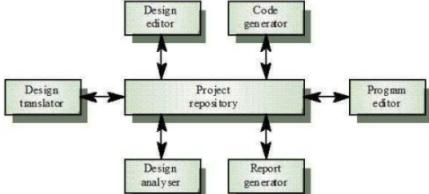 Design
editor
Code
generator
Design
translator
Project
repository
Program
editor
Design
analyser
Report
generator